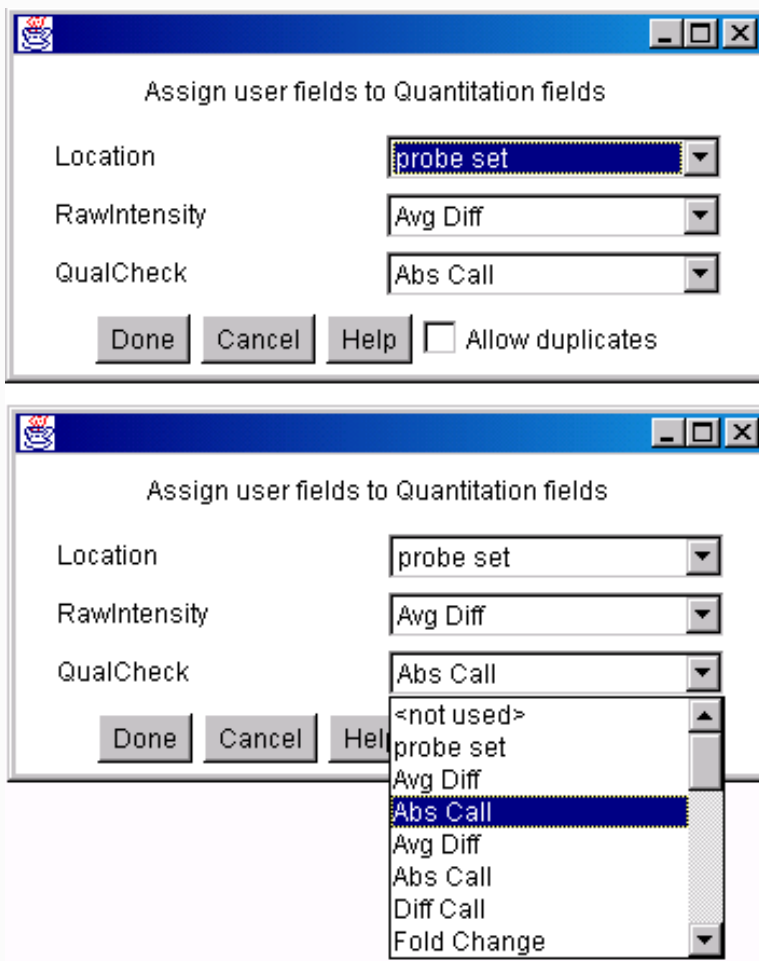 Assign user fields to Quantitation fields
Location probe set
RawIntensity Avg Diff
QualCheck Abs Call
Done Cancel Help Allow duplicates
Assign user fields to Quantitation fields
Location probe set
RawIntensity Avg Diff
QualCheck Abs Call
Done Cancel Help
<not used>
probe set
Avg Diff
Abs Call
Avg Diff
Abs Call
Diff Call
Fold Change